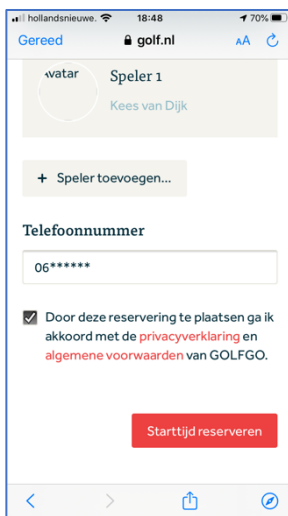 hollandsnieuwe. 18:48 70%
Gereed golf.nl AA
avatar
Speler 1
Kees van Dijk
+ Speler toevoegen...
Telefoonnummer
06******
Door deze reservering te plaatsen ga ik
akkoord met de privacyverklaring en
algemene voorwaarden van GOLFGO.
Starttijd reserveren